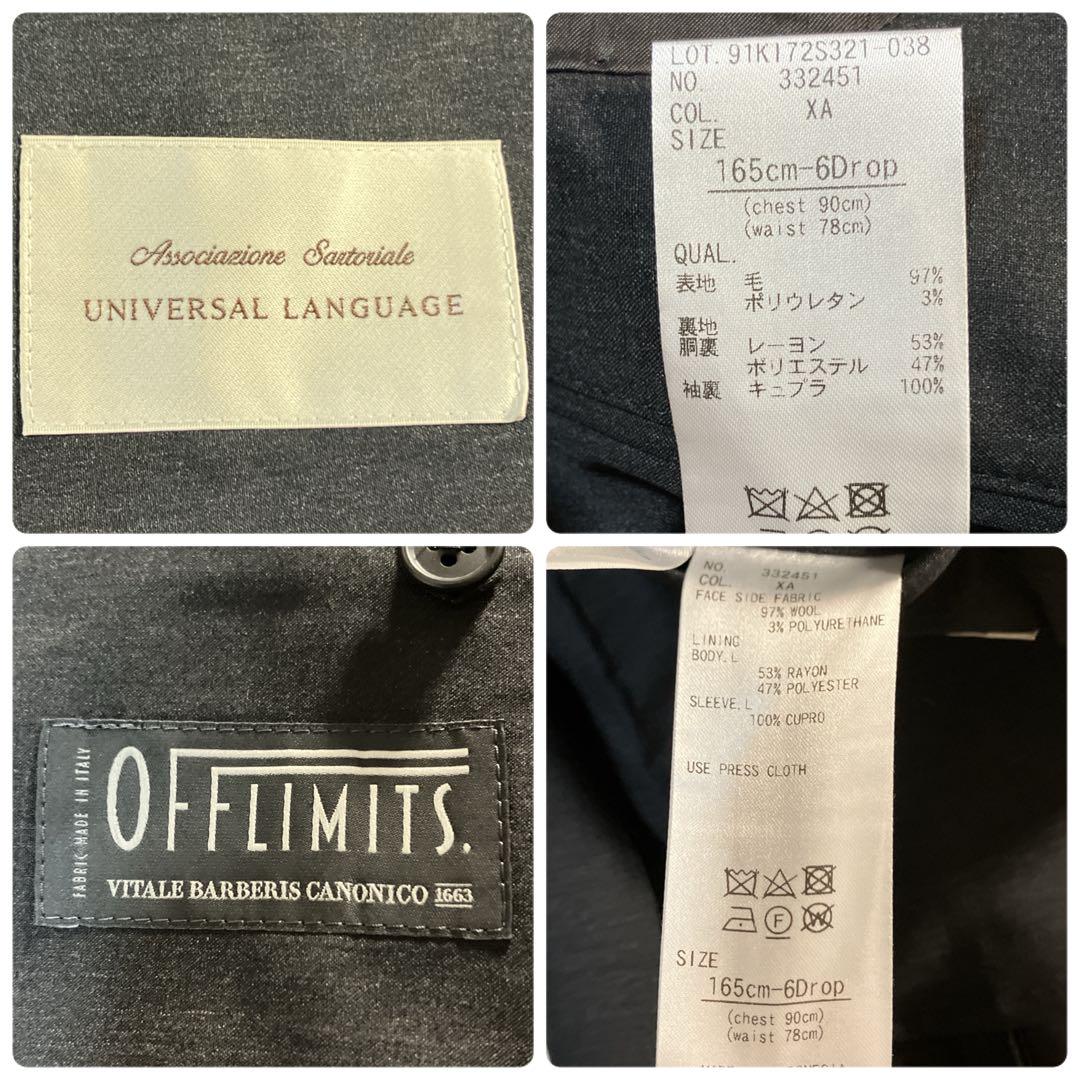 Associazione Sartoriale
UNIVERSAL LANGUAGE
LOT. 91KI72S321-038
NO. 332451
COL. XA
SIZE
165cm-6Drop
(chest 90cm)
(waist 78cm)
QUAL.
表地 毛 97%
ポリウレタン 3%
裏地
胴裏 レーヨン 53%
ポリエステル 47%
袖裏 キュプラ 100%
FABRIC MADE IN ITALY
OFFLIMITS.
VITALE BARBERIS CANONICO 1663
NO. 332451
COL. XA
FACE SIDE FABRIC
97% WOOL
3% POLYURETHANE
LINING
BODY.L
53% RAYON
47% POLYESTER
SLEEVE.L
100% CUPRO
USE PRESS CLOTH
F
W
SIZE
165cm-6Drop
(chest 90cm)
(waist 78cm)